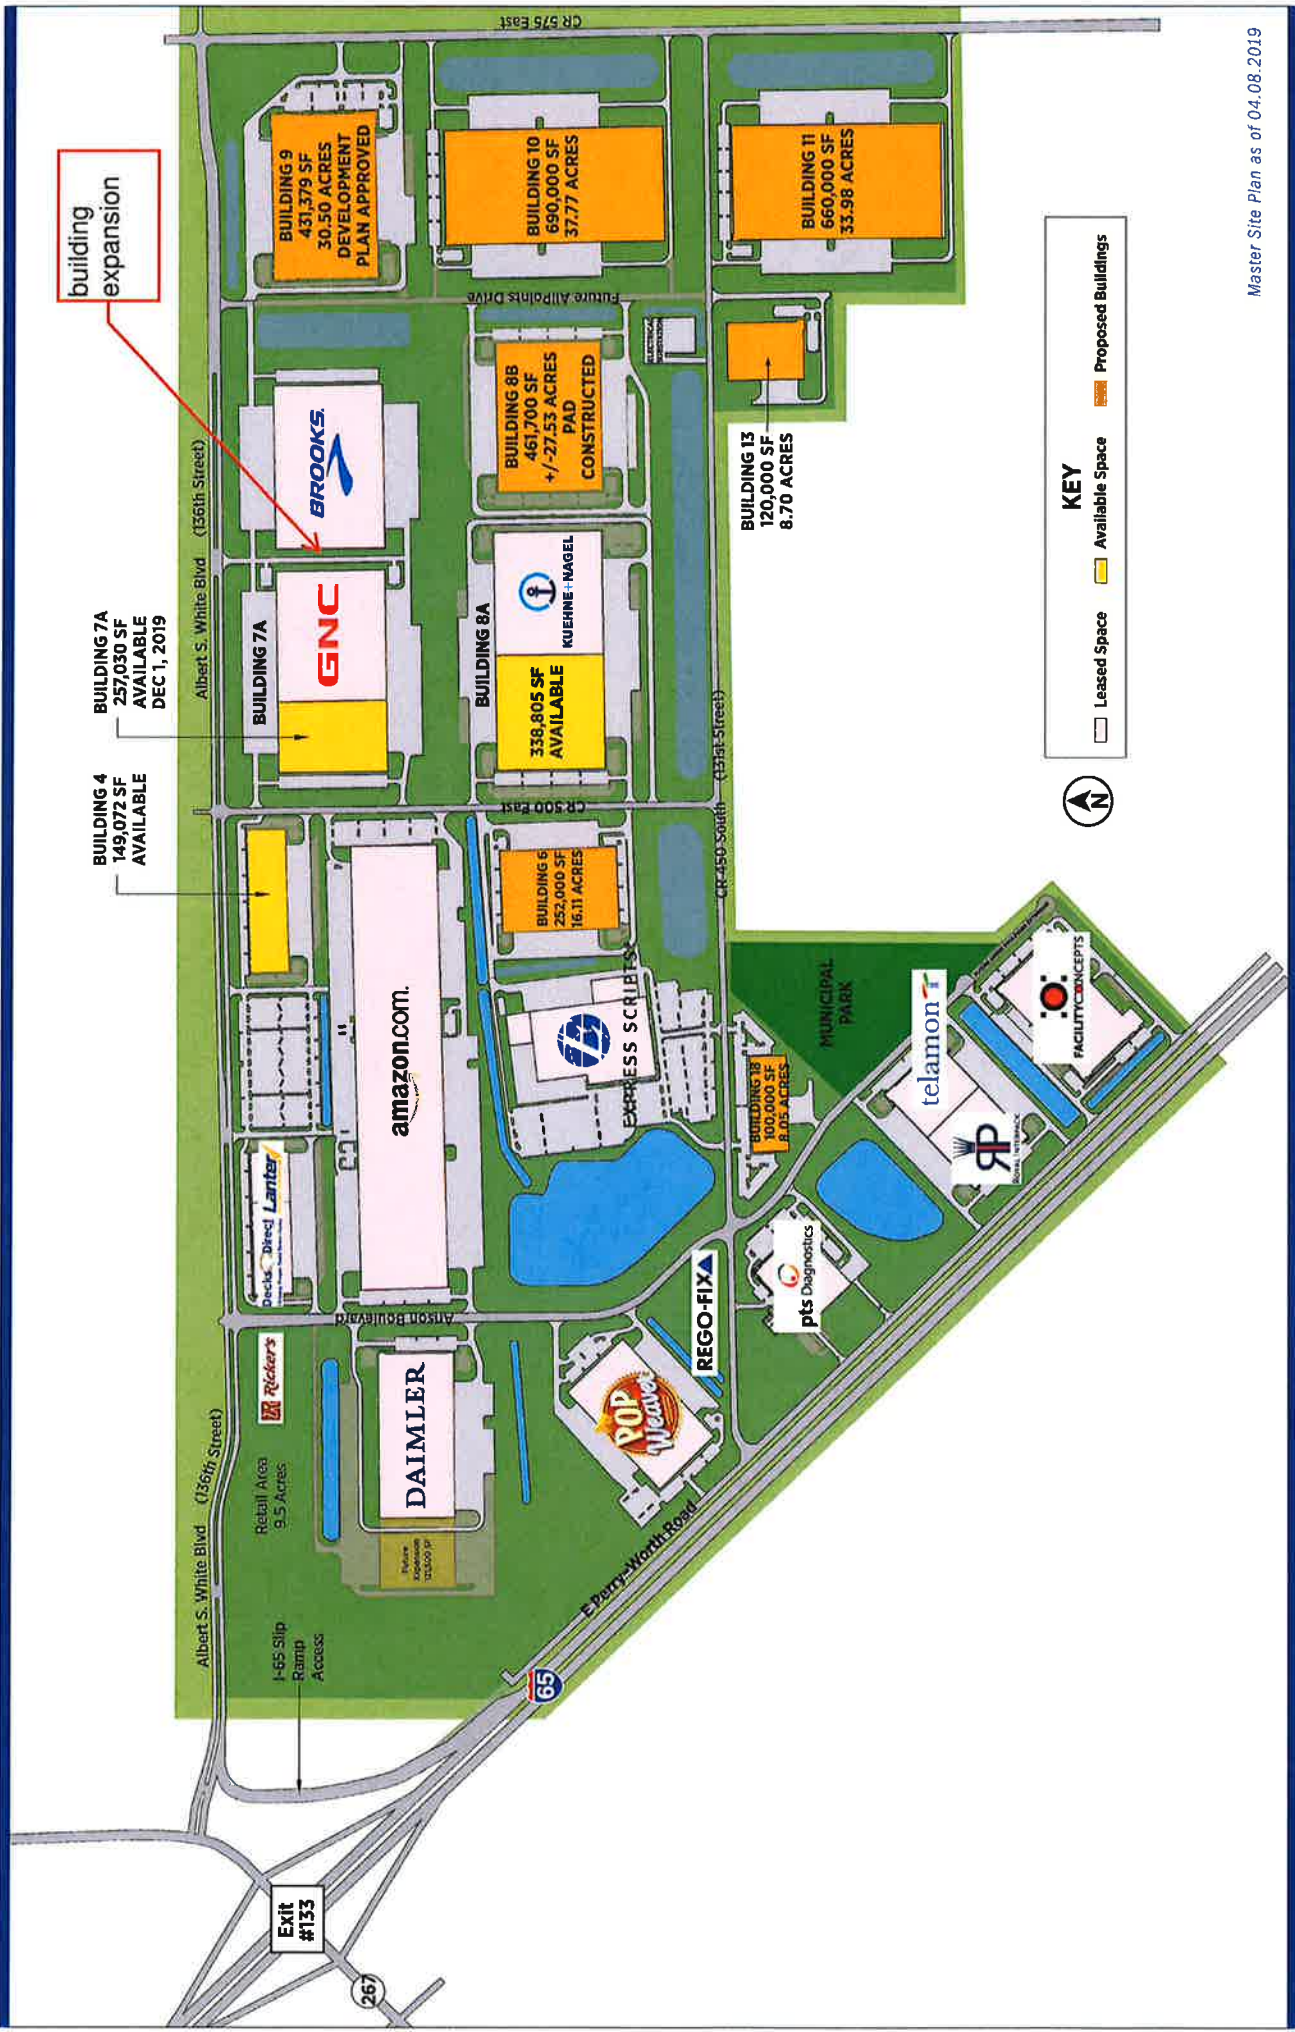 CR 575 East
building
expansion
BUILDING 9
431,379 SF
30.50 ACRES
DEVELOPMENT
PLAN APPROVED
BUILDING 10
690,000 SF
37.77 ACRES
BUILDING 11
660,000 SF
33.98 ACRES
Future AllPoints Drive
BROOKS.
BUILDING 8B
461,700 SF
+/-27.53 ACRES
PAD
CONSTRUCTED
ELECTRICAL
SUBSTATION
BUILDING 13
120,000 SF
8.70 ACRES
Albert S. White Blvd (136th Street)
BUILDING 7A
257,030 SF
AVAILABLE
DEC 1, 2019
BUILDING 7A
GNC
BUILDING 8A
KUEHNE+NAGEL
338,805 SF
AVAILABLE
BUILDING 4
149,072 SF
AVAILABLE
CR 500 East
CR 450 South (131st Street)
BUILDING 6
252,000 SF
16.11 ACRES
amazon.com.
EXPRESS SCRIPTS
MUNICIPAL
PARK
BUILDING 18
100,000 SF
8.05 ACRES
telamon
FACILITY CONCEPTS
RP
ROYAL INTERPACK
Decks Direct
Lanter
pts Diagnostics
REGO-FIX
Anson Boulevard
Ricker's
DAIMLER
POP
Weaver
Retail Area
9.5 Acres
Future
Expansion
Albert S. White Blvd (136th Street)
E Perry-Worth Road
I-65 Slip
Ramp
Access
65
Exit
#133
267
N
KEY
Leased Space
Available Space
Proposed Buildings
Master Site Plan as of 04.08.2019